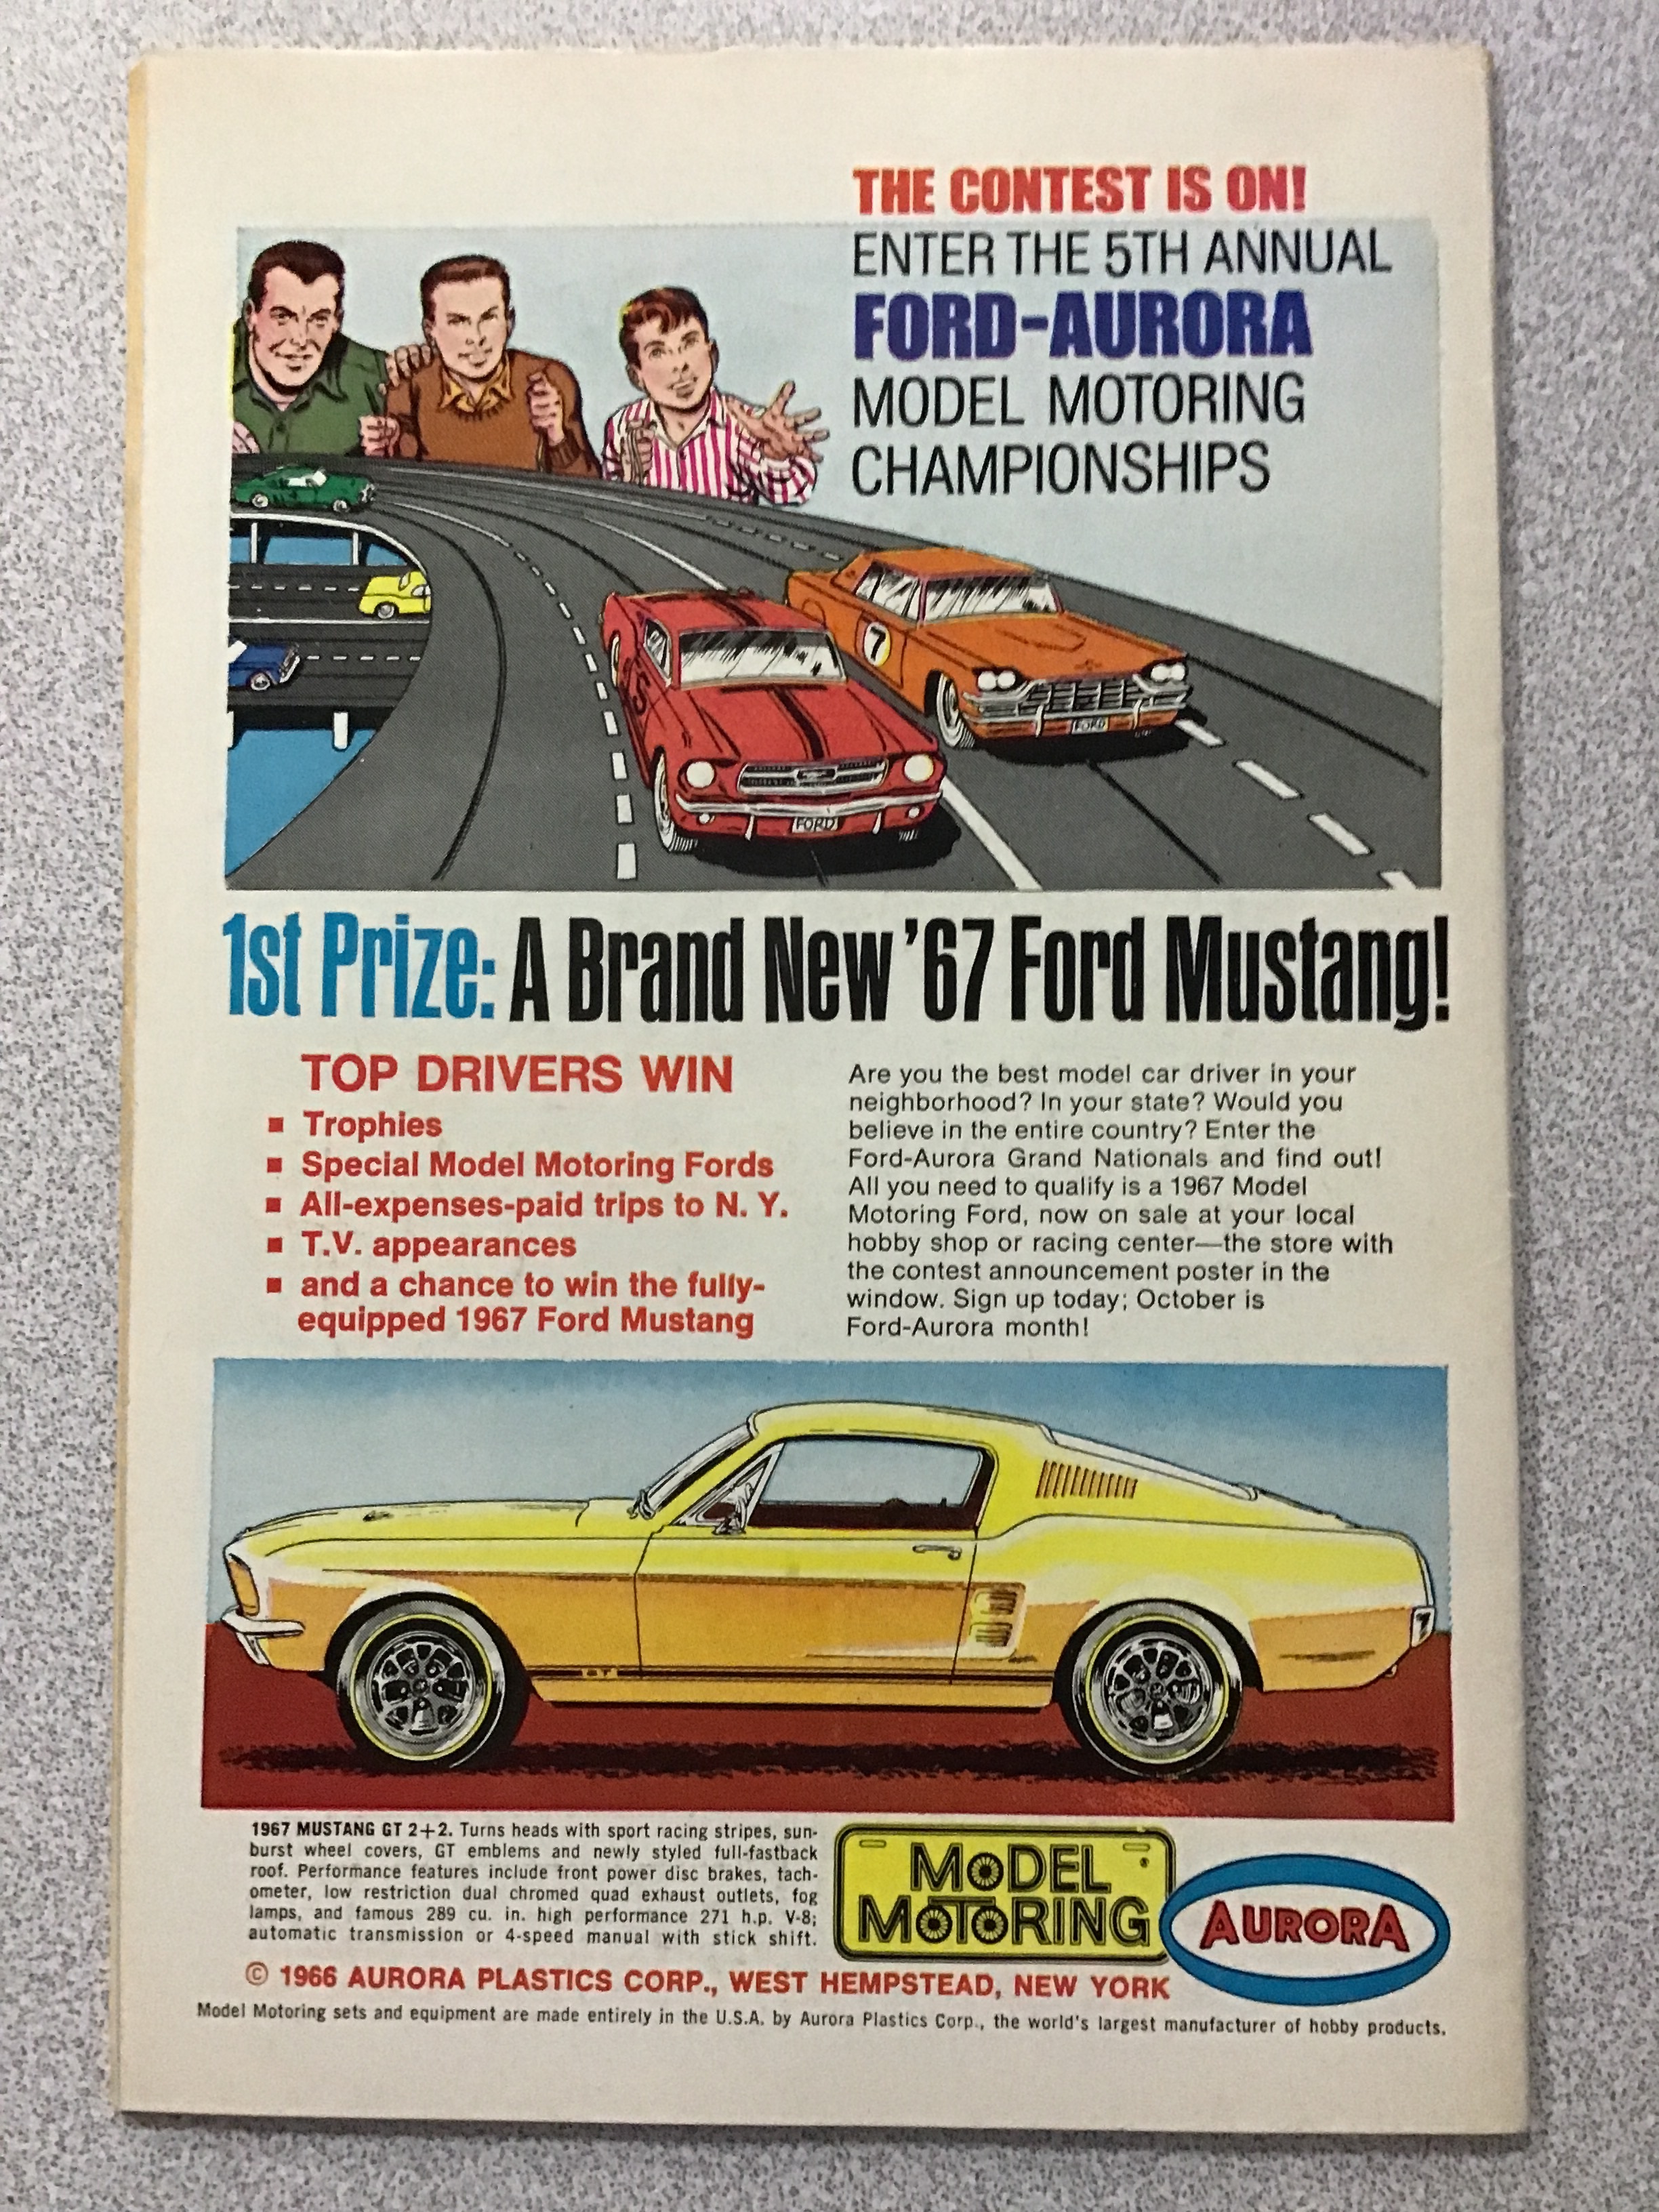 THE CONTEST IS ON!
ENTER THE 5TH ANNUAL
FORD-AURORA
MODEL MOTORING
CHAMPIONSHIPS
7
5
FORD
FORD
1st Prize: A Brand New '67 Ford Mustang!
TOP DRIVERS WIN
▪ Trophies
▪ Special Model Motoring Fords
▪ All-expenses-paid trips to N. Y.
▪ T.V. appearances
▪ and a chance to win the fully-
equipped 1967 Ford Mustang
Are you the best model car driver in your
neighborhood? In your state? Would you
believe in the entire country? Enter the
Ford-Aurora Grand Nationals and find out!
All you need to qualify is a 1967 Model
Motoring Ford, now on sale at your local
hobby shop or racing center—the store with
the contest announcement poster in the
window. Sign up today; October is
Ford-Aurora month!
1967 MUSTANG GT 2+2. Turns heads with sport racing stripes, sun-
burst wheel covers, GT emblems and newly styled full-fastback
roof. Performance features include front power disc brakes, tach-
ometer, low restriction dual chromed quad exhaust outlets, fog
lamps, and famous 289 cu. in. high performance 271 h.p. V-8;
automatic transmission or 4-speed manual with stick shift.
MODEL
MOTORING
AURORA
© 1966 AURORA PLASTICS CORP., WEST HEMPSTEAD, NEW YORK
Model Motoring sets and equipment are made entirely in the U.S.A. by Aurora Plastics Corp., the world's largest manufacturer of hobby products.